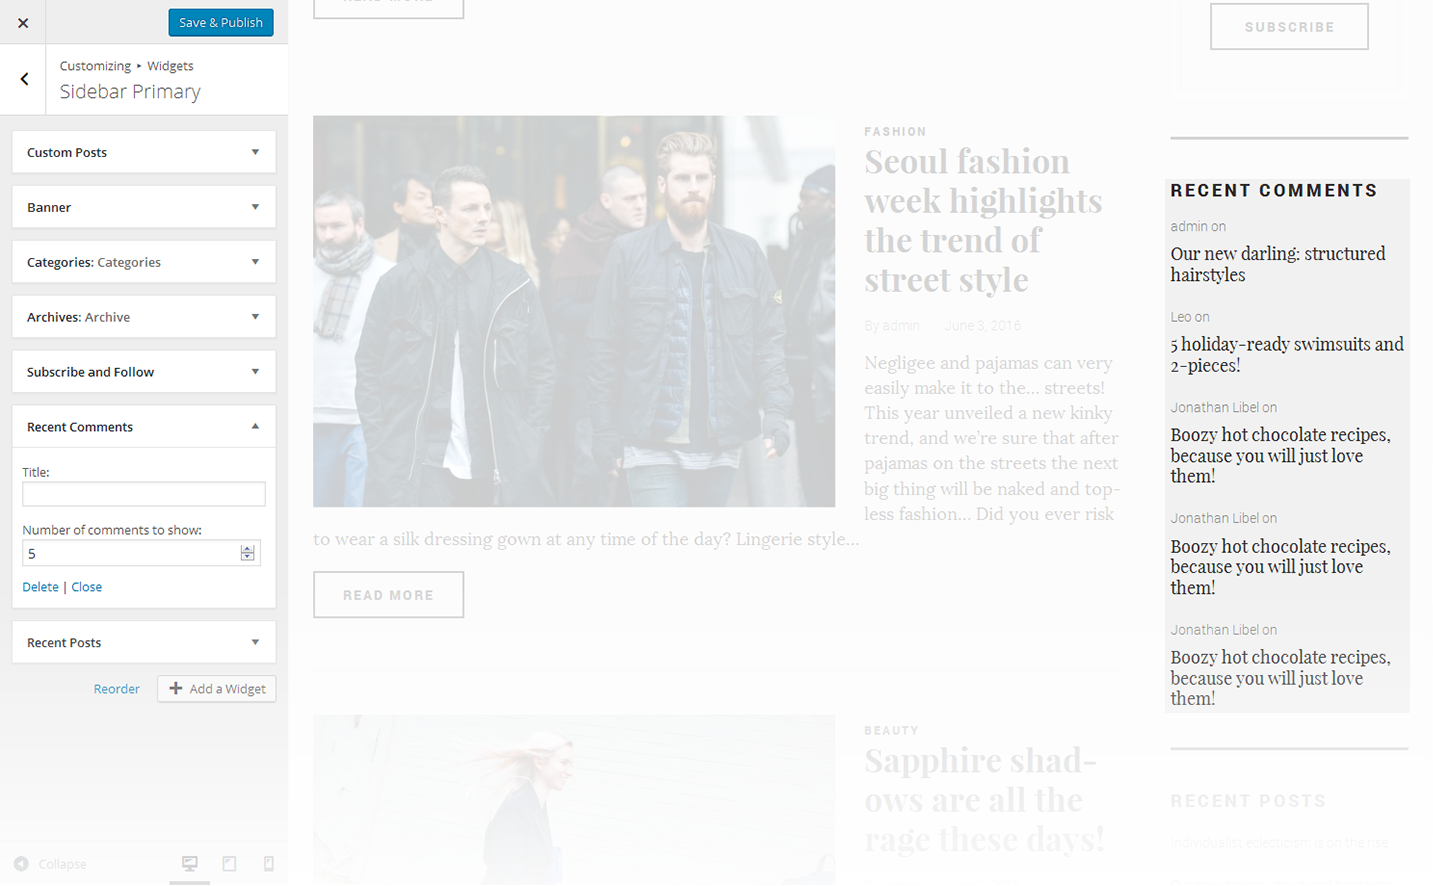 Save & Publish
Customizing ▸ Widgets
Sidebar Primary
Custom Posts
Banner
Categories: Categories
Archives: Archive
Subscribe and Follow
Recent Comments
Title:
Number of comments to show:
5
Delete | Close
Recent Posts
Reorder
Add a Widget
Collapse
READ MORE
FASHION
Seoul fashion
week highlights
the trend of
street style
By admin June 3, 2016
Negligee and pajamas can very
easily make it to the... streets!
This year unveiled a new kinky
trend, and we're sure that after
pajamas on the streets the next
big thing will be naked and top-
less fashion... Did you ever risk
to wear a silk dressing gown at any time of the day? Lingerie style...
READ MORE
BEAUTY
Sapphire shad-
ows are all the
rage these days!
SUBSCRIBE
RECENT COMMENTS
admin on
Our new darling: structured
hairstyles
Leo on
5 holiday-ready swimsuits and
2-pieces!
Jonathan Libel on
Boozy hot chocolate recipes,
because you will just love
them!
Jonathan Libel on
Boozy hot chocolate recipes,
because you will just love
them!
Jonathan Libel on
Boozy hot chocolate recipes,
because you will just love
them!
RECENT POSTS
Individualist eclecticism is on the rise